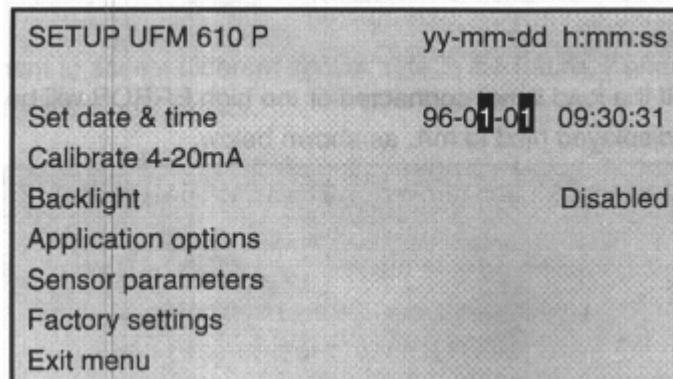 SETUP UFM 610 P yy-mm-dd h:mm:ss
Set date & time 96-01-01 09:30:31
Calibrate 4-20mA
Backlight Disabled
Application options
Sensor parameters
Factory settings
Exit menu